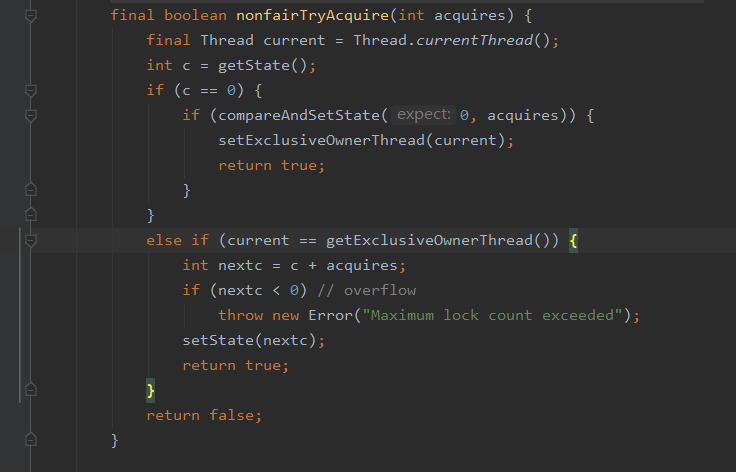 final boolean nonfairTryAcquire(int acquires) {
final Thread current = Thread.currentThread();
int c = getState();
if (c == 0) {
if (compareAndSetState( expect: 0, acquires)) {
setExclusiveOwnerThread(current);
return true;
}
}
else if (current == getExclusiveOwnerThread()) {
int nextc = c + acquires;
if (nextc < 0) // overflow
throw new Error("Maximum lock count exceeded");
setState(nextc);
return true;
}
return false;
}